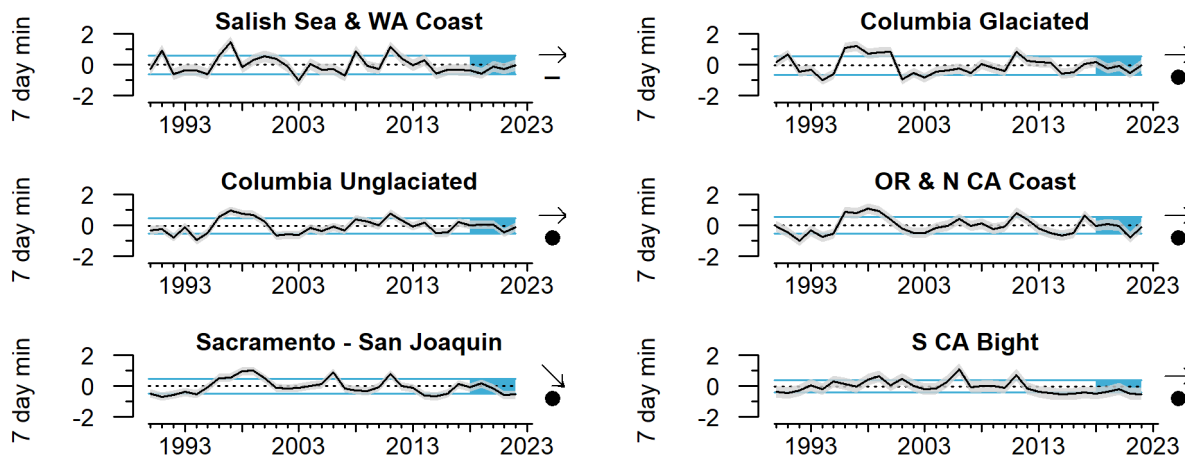 Salish Sea & WA Coast
7 day min
2
0
-2
1993 2003 2013 2023
Columbia Glaciated
7 day min
2
0
-2
1993 2003 2013 2023
Columbia Unglaciated
7 day min
2
0
-2
1993 2003 2013 2023
OR & N CA Coast
7 day min
2
0
-2
1993 2003 2013 2023
Sacramento - San Joaquin
7 day min
2
0
-2
1993 2003 2013 2023
S CA Bight
7 day min
2
0
-2
1993 2003 2013 2023